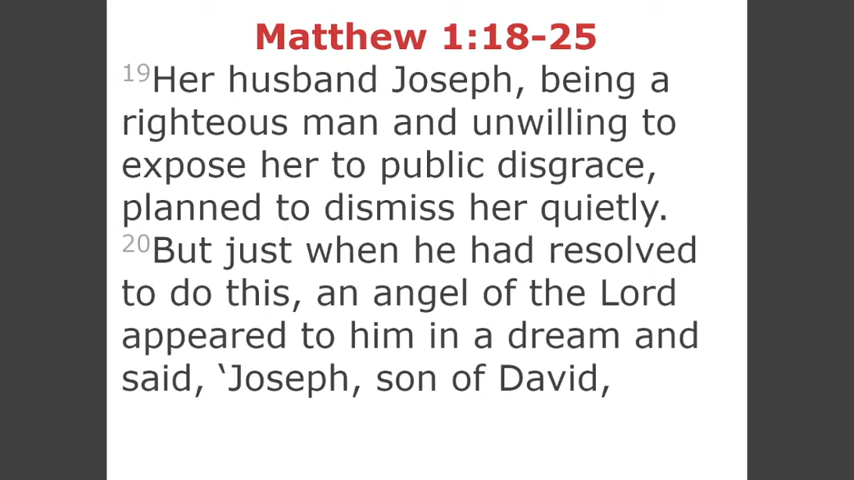 Matthew 1:18-25
19Her husband Joseph, being a
righteous man and unwilling to
expose her to public disgrace,
planned to dismiss her quietly.
20But just when he had resolved
to do this, an angel of the Lord
appeared to him in a dream and
said, ‘Joseph, son of David,